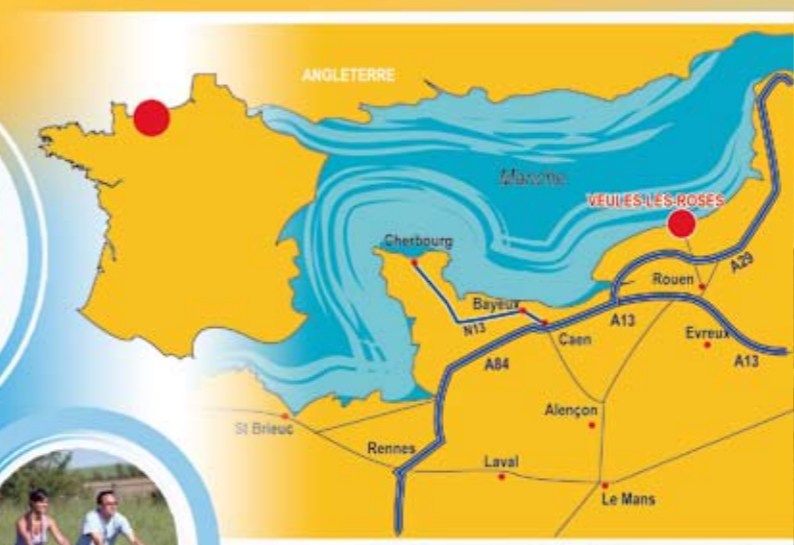 ANGLETERRE
Manche
VEULES-LES-ROSES
Cherbourg
A29
Rouen
Bayeux
N13
A13
Caen
Evreux
A84
A13
Alençon
St Brieuc
Rennes
Laval
Le Mans